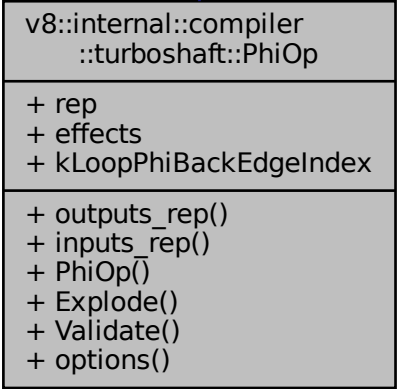 v8::internal::compiler
::turboshaft::PhiOp
+ rep
+ effects
+ kLoopPhiBackEdgeIndex
+ outputs_rep()
+ inputs_rep()
+ PhiOp()
+ Explode()
+ Validate()
+ options()